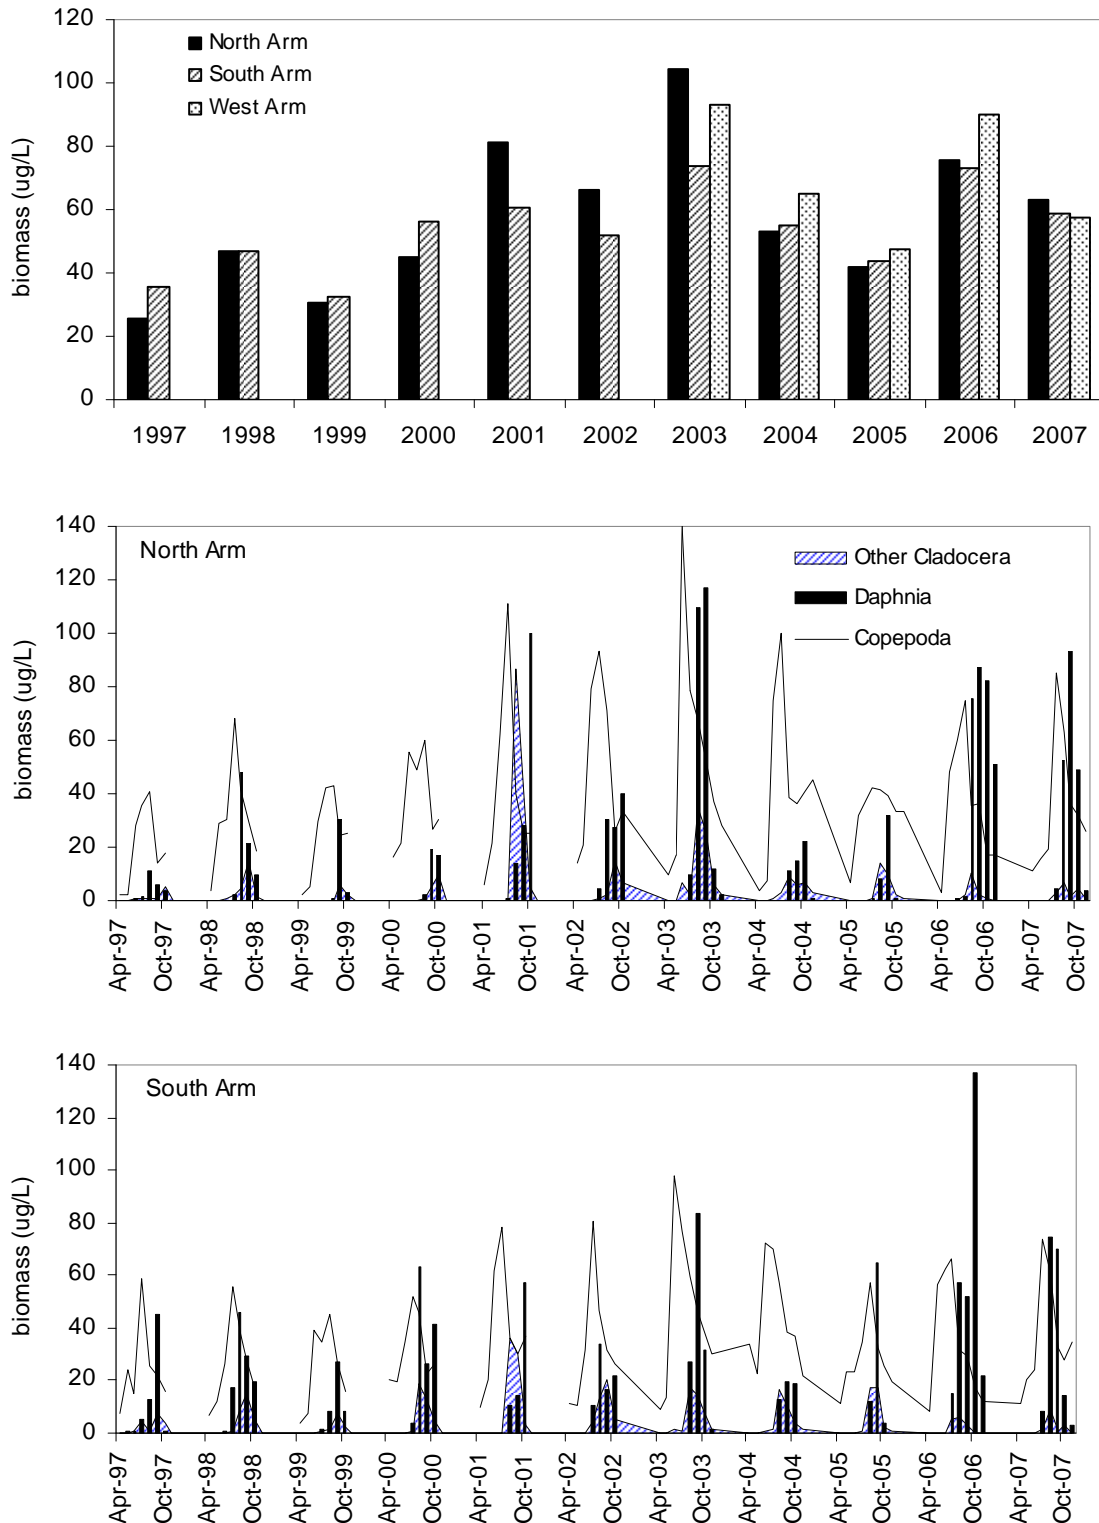 120
100
80
60
40
20
0
biomass (ug/L)
North Arm
South Arm
West Arm
1997 1998 1999 2000 2001 2002 2003 2004 2005 2006 2007
140
120
100
80
60
40
20
0
biomass (ug/L)
North Arm
Other Cladocera
Daphnia
Copepoda
Apr-97 Oct-97 Apr-98 Oct-98 Apr-99 Oct-99 Apr-00 Oct-00 Apr-01 Oct-01 Apr-02 Oct-02 Apr-03 Oct-03 Apr-04 Oct-04 Apr-05 Oct-05 Apr-06 Oct-06 Apr-07 Oct-07
140
120
100
80
60
40
20
0
biomass (ug/L)
South Arm
Apr-97 Oct-97 Apr-98 Oct-98 Apr-99 Oct-99 Apr-00 Oct-00 Apr-01 Oct-01 Apr-02 Oct-02 Apr-03 Oct-03 Apr-04 Oct-04 Apr-05 Oct-05 Apr-06 Oct-06 Apr-07 Oct-07